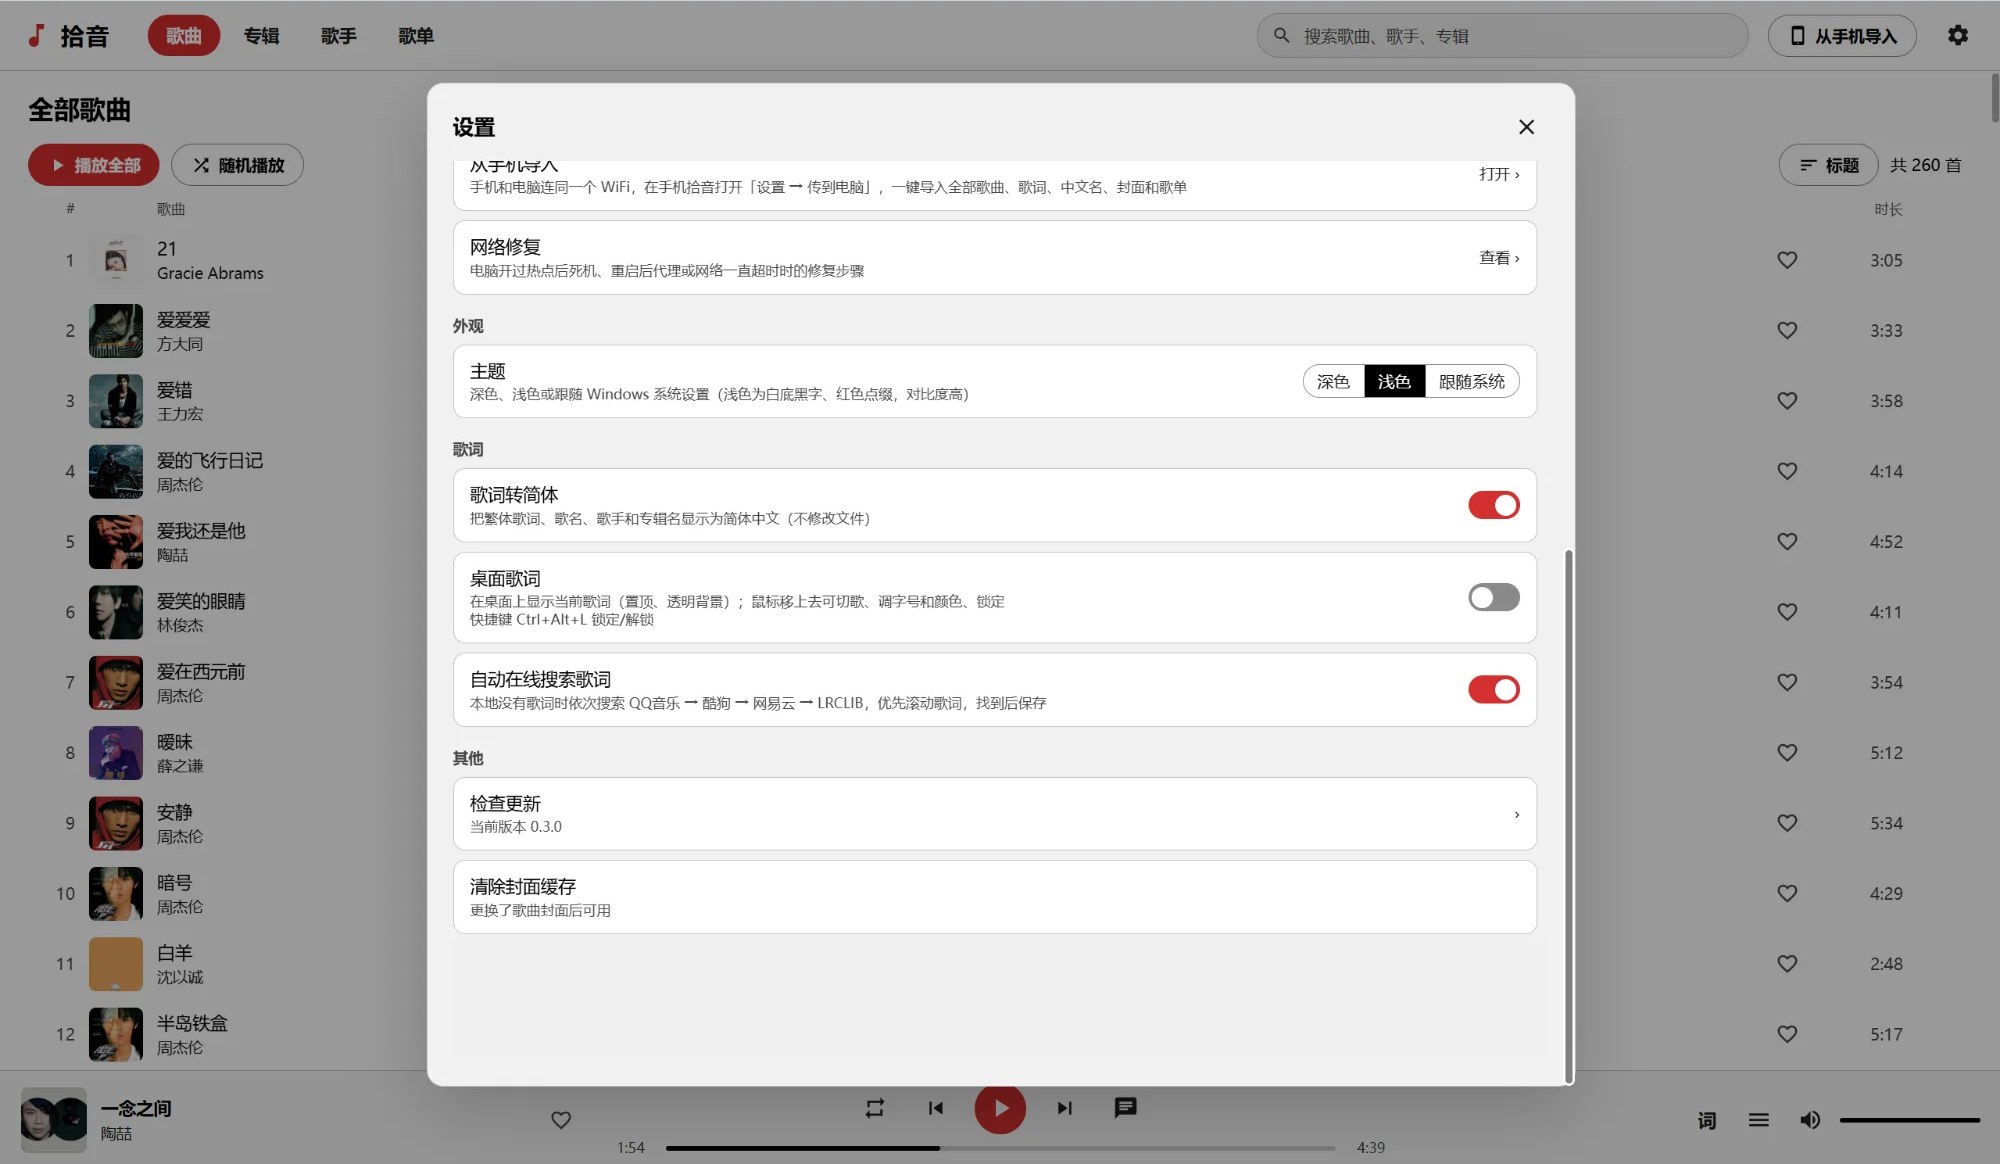 拾音
歌曲
专辑
歌手
歌单
搜索歌曲、歌手、专辑
从手机导入
全部歌曲
播放全部
随机播放
标题
共 260 首
# 歌曲 时长
1 21 3:05
Gracie Abrams
2 爱爱爱 3:33
方大同
3 爱错 3:58
王力宏
4 爱的飞行日记 4:14
周杰伦
5 爱我还是他 4:52
陶喆
6 爱笑的眼睛 4:11
林俊杰
7 爱在西元前 3:54
周杰伦
8 暧昧 5:12
薛之谦
9 安静 5:34
周杰伦
10 暗号 4:29
周杰伦
11 白羊 2:48
沈以诚
12 半岛铁盒 5:17
周杰伦
设置
从手机导入
手机和电脑连同一个 WiFi，在手机拾音打开「设置 → 传到电脑」，一键导入全部歌曲、歌词、中文名、封面和歌单
打开 ›
网络修复
电脑开过热点后死机、重启后代理或网络一直超时时的修复步骤
查看 ›
外观
主题
深色、浅色或跟随 Windows 系统设置（浅色为白底黑字、红色点缀，对比度高）
深色 浅色 跟随系统
歌词
歌词转简体
把繁体歌词、歌名、歌手和专辑名显示为简体中文（不修改文件）
桌面歌词
在桌面上显示当前歌词（置顶、透明背景）；鼠标移上去可切歌、调字号和颜色、锁定
快捷键 Ctrl+Alt+L 锁定/解锁
自动在线搜索歌词
本地没有歌词时依次搜索 QQ音乐 → 酷狗 → 网易云 → LRCLIB，优先滚动歌词，找到后保存
其他
检查更新
当前版本 0.3.0
›
清除封面缓存
更换了歌曲封面后可用
一念之间
陶喆
1:54
4:39
词